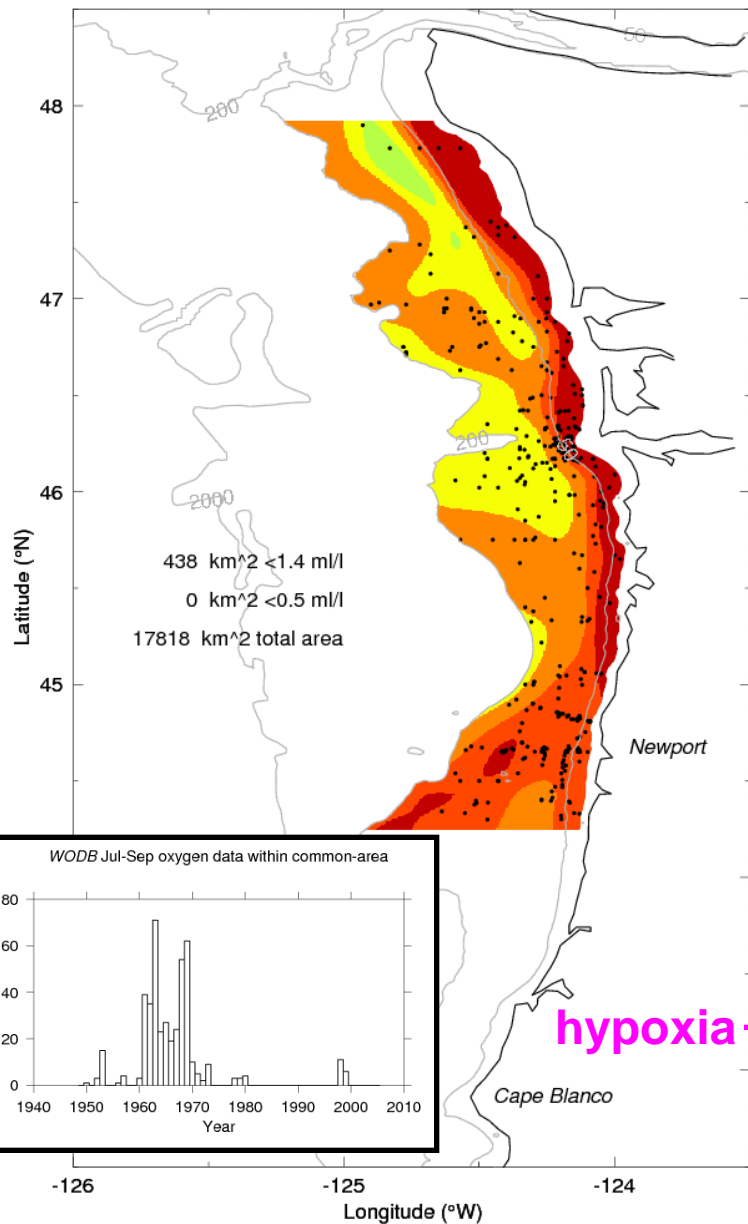 50
48
200
47
200
50
46
2000
Latitude (°N)
438 km^2 <1.4 ml/l
0 km^2 <0.5 ml/l
17818 km^2 total area
45
Newport
WODB Jul-Sep oxygen data within common-area
80
60
40
20
0
1940 1950 1960 1970 1980 1990 2000 2010
Year
hypoxia
Cape Blanco
-126 -125 -124
Longitude (°W)